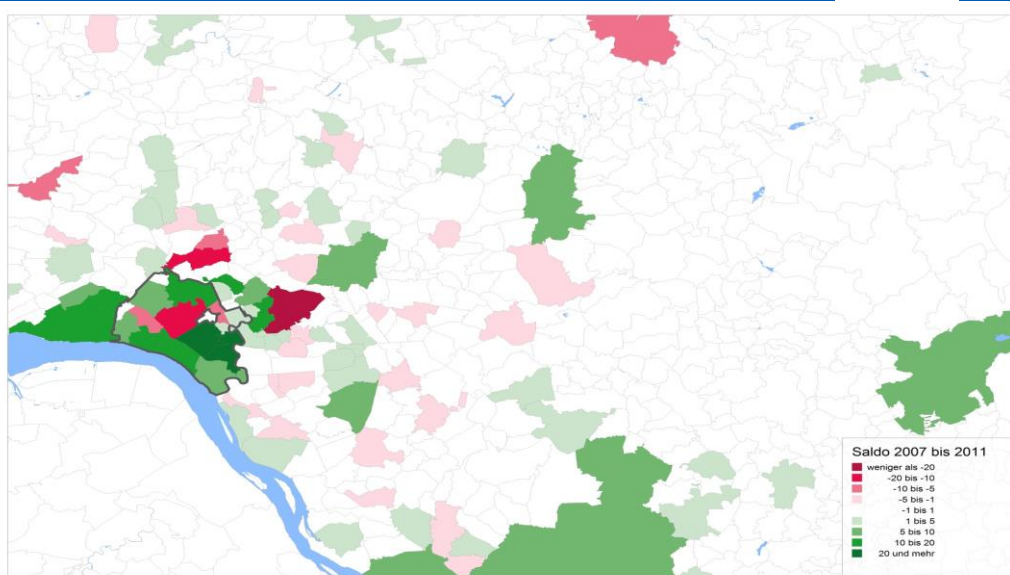 Saldo 2007 bis 2011
weniger als -20
-20 bis -10
-10 bis -5
-5 bis -1
-1 bis 1
1 bis 5
5 bis 10
10 bis 20
20 und mehr